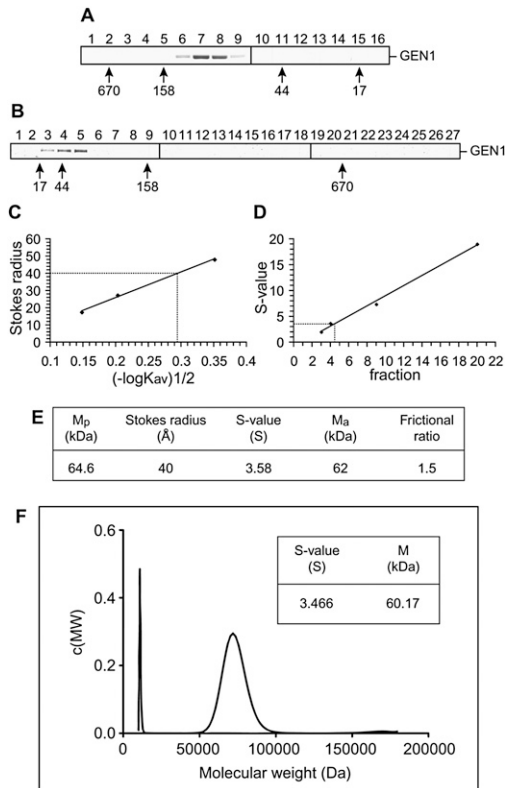 A
1 2 3 4 5 6 7 8 9 10 11 12 13 14 15 16
GEN1
670 158 44 17
B
1 2 3 4 5 6 7 8 9 10 11 12 13 14 15 16 17 18 19 20 21 22 23 24 25 26 27
GEN1
17 44 158 670
C
Stokes radius
60
50
40
30
20
10
0
0.1 0.2 0.3 0.4
(-logKav)1/2
D
S-value
20
15
10
5
0
0 2 4 6 8 10 12 14 16 18 20 22
fraction
E
Mp Stokes radius S-value Ma Frictional
(kDa) (Å) (S) (kDa) ratio
64.6 40 3.58 62 1.5
F
c(MW)
0.6
0.4
0.2
0.0
0 50000 100000 150000 200000
Molecular weight (Da)
S-value M
(S) (kDa)
3.466 60.17